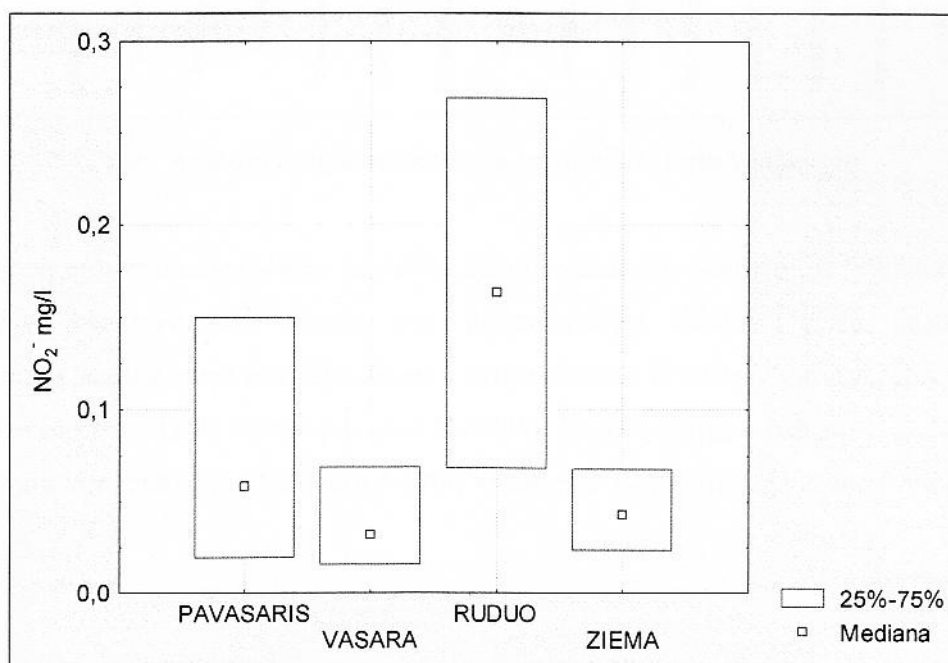 0,3
0,2
0,1
0,0
NO₂⁻ mg/l
PAVASARIS
VASARA
RUDUO
ZIEMA
25%-75%
Mediana